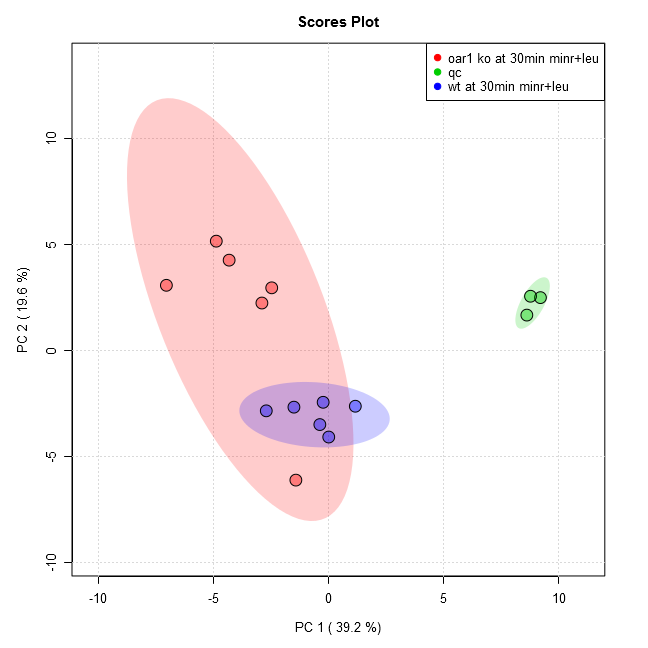 Scores Plot
oar1 ko at 30min minr+leu
qc
wt at 30min minr+leu
10
5
0
-5
-10
PC 2 ( 19.6 %)
-10
-5
0
5
10
PC 1 ( 39.2 %)